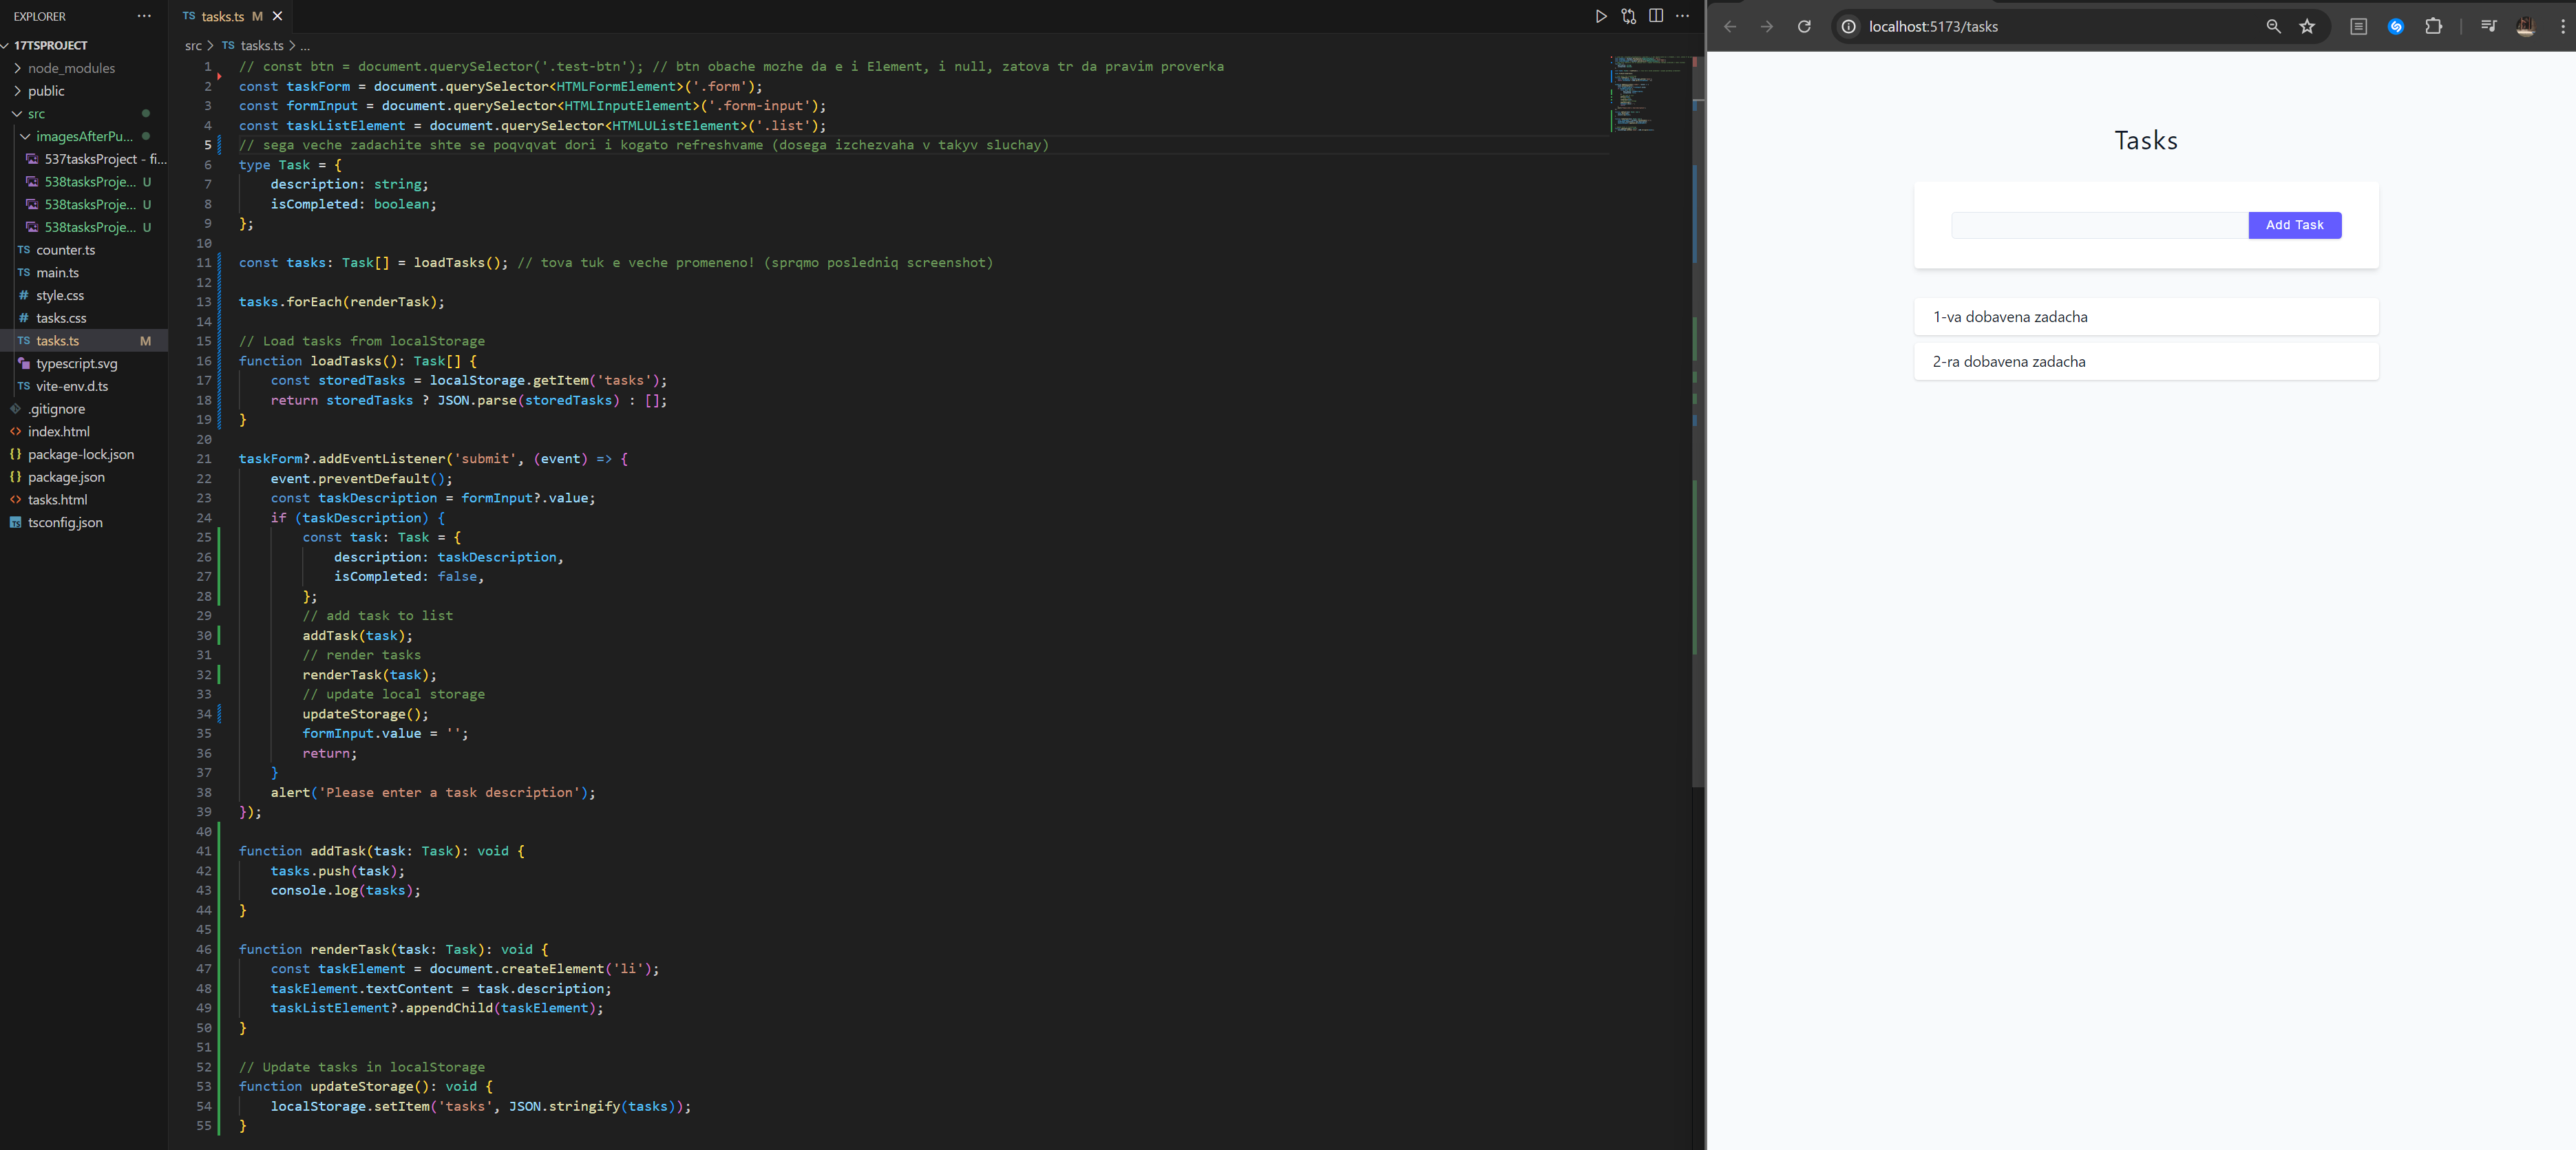 EXPLORER
17TSPROJECT
node_modules
public
src
imagesAfterPu...
537tasksProject - fi...
538tasksProje... U
538tasksProje... U
538tasksProje... U
TS counter.ts
TS main.ts
# style.css
# tasks.css
TS tasks.ts M
typescript.svg
TS vite-env.d.ts
.gitignore
index.html
{} package-lock.json
{} package.json
tasks.html
TS tsconfig.json
TS tasks.ts M
src > TS tasks.ts > ...
1 // const btn = document.querySelector('.test-btn'); // btn obache mozhe da e i Element, i null, zatova tr da pravim proverka
2 const taskForm = document.querySelector<HTMLFormElement>('.form');
3 const formInput = document.querySelector<HTMLInputElement>('.form-input');
4 const taskListElement = document.querySelector<HTMLUListElement>('.list');
5 // sega veche zadachite shte se poqvqvat dori i kogato refreshvame (dosega izchezvaha v takyv sluchay)
6 type Task = {
7 description: string;
8 isCompleted: boolean;
9 };
10
11 const tasks: Task[] = loadTasks(); // tova tuk e veche promeneno! (sprqmo posledniq screenshot)
12
13 tasks.forEach(renderTask);
14
15 // Load tasks from localStorage
16 function loadTasks(): Task[] {
17 const storedTasks = localStorage.getItem('tasks');
18 return storedTasks ? JSON.parse(storedTasks) : [];
19 }
20
21 taskForm?.addEventListener('submit', (event) => {
22 event.preventDefault();
23 const taskDescription = formInput?.value;
24 if (taskDescription) {
25 const task: Task = {
26 description: taskDescription,
27 isCompleted: false,
28 };
29 // add task to list
30 addTask(task);
31 // render tasks
32 renderTask(task);
33 // update local storage
34 updateStorage();
35 formInput.value = '';
36 return;
37 }
38 alert('Please enter a task description');
39 });
40
41 function addTask(task: Task): void {
42 tasks.push(task);
43 console.log(tasks);
44 }
45
46 function renderTask(task: Task): void {
47 const taskElement = document.createElement('li');
48 taskElement.textContent = task.description;
49 taskListElement?.appendChild(taskElement);
50 }
51
52 // Update tasks in localStorage
53 function updateStorage(): void {
54 localStorage.setItem('tasks', JSON.stringify(tasks));
55 }
localhost:5173/tasks
Tasks
Add Task
1-va dobavena zadacha
2-ra dobavena zadacha